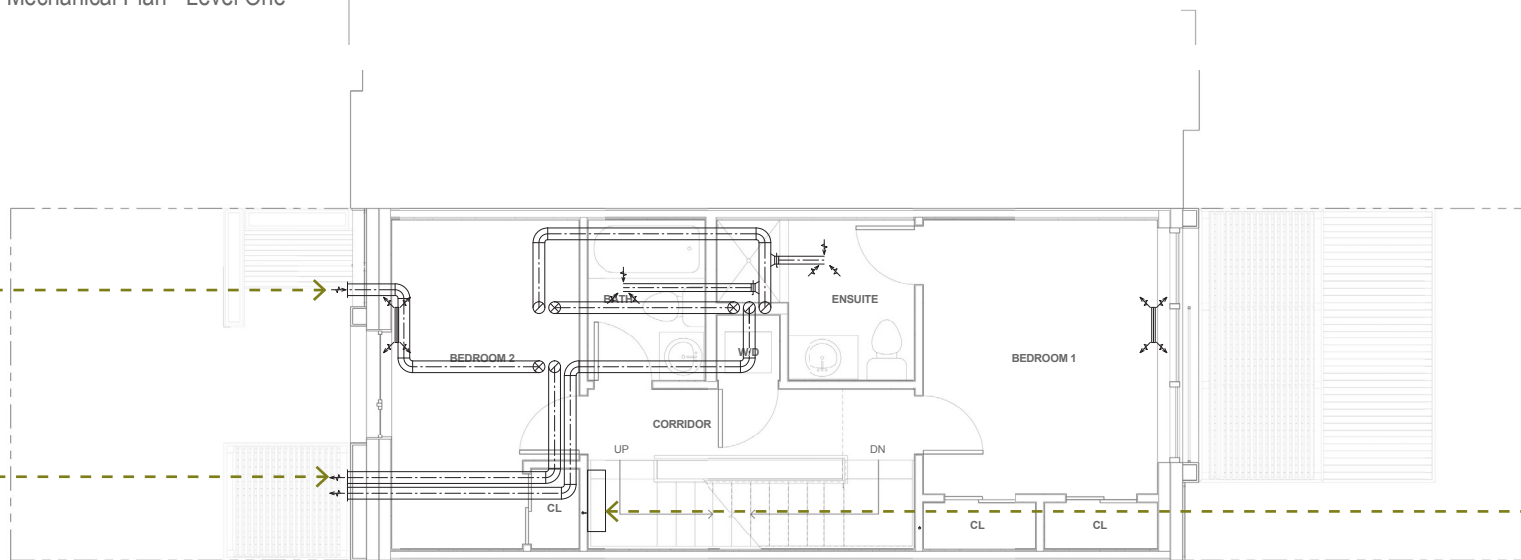 Mechanical Plan - Level One
BATH
ENSUITE
W/D
BEDROOM 2
BEDROOM 1
CORRIDOR
UP
DN
CL
CL
CL